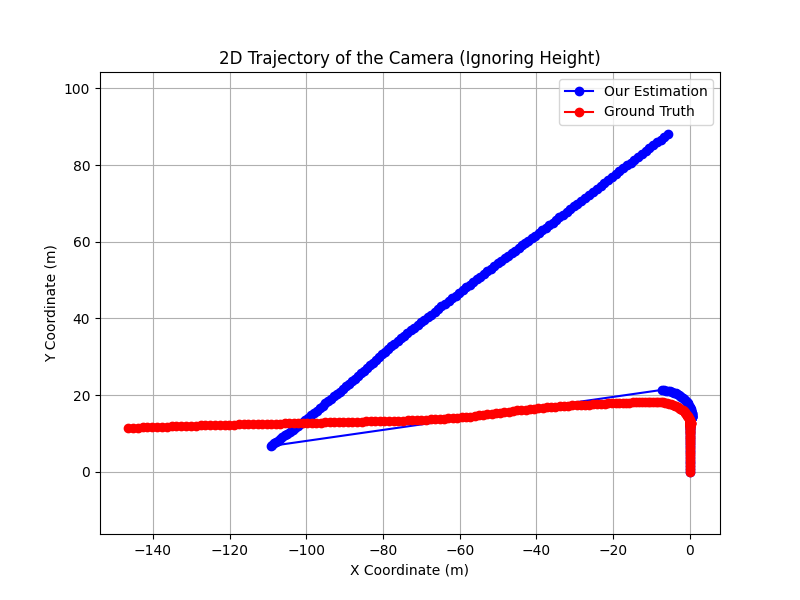 2D Trajectory of the Camera (Ignoring Height)
Our Estimation
Ground Truth
100
80
60
40
20
0
Y Coordinate (m)
−140 −120 −100 −80 −60 −40 −20 0
X Coordinate (m)